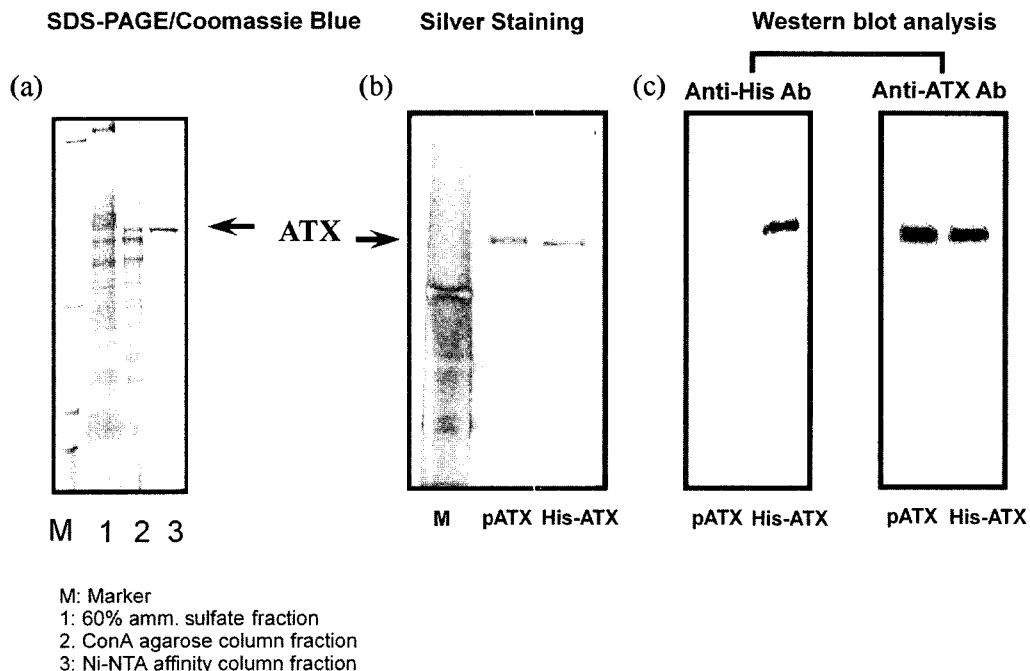 SDS-PAGE/Coomassie Blue
Silver Staining
Western blot analysis
(a)
(b)
(c)
Anti-His Ab
Anti-ATX Ab
ATX
M 1 2 3
M pATX His-ATX
pATX His-ATX
pATX His-ATX
M: Marker
1: 60% amm. sulfate fraction
2. ConA agarose column fraction
3: Ni-NTA affinity column fraction